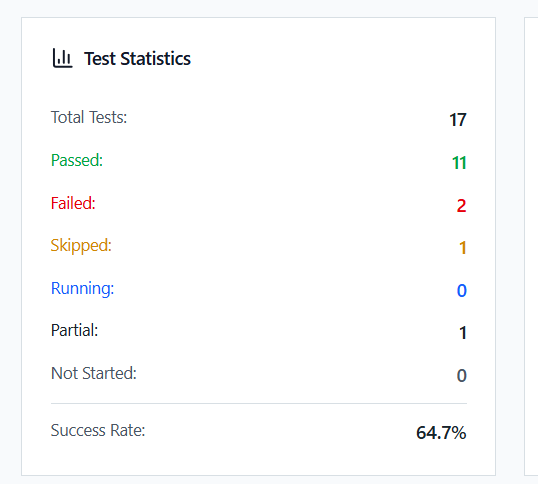 Test Statistics
Total Tests: 17
Passed: 11
Failed: 2
Skipped: 1
Running: 0
Partial: 1
Not Started: 0
Success Rate: 64.7%